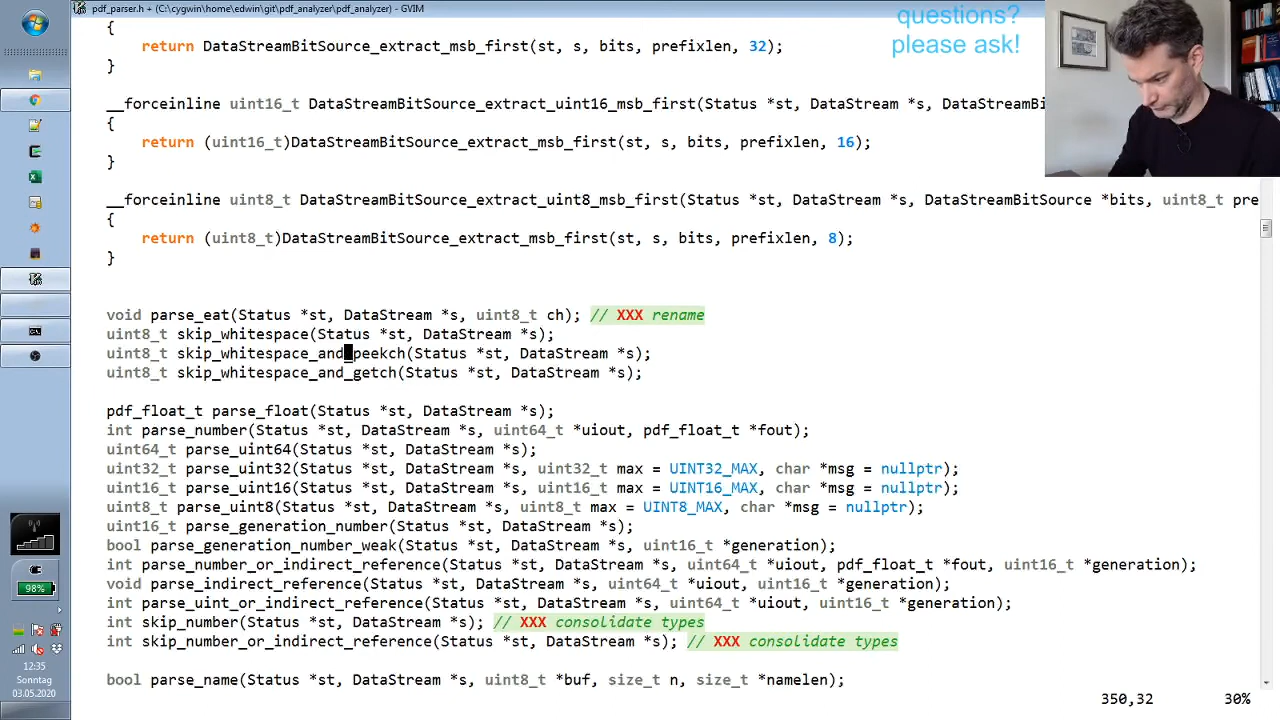 pdf_parser.h + (C:\cygwin\home\edwin\git\pdf_analyzer\pdf_analyzer) - GVIM
questions?
please ask!
{
return DataStreamBitSource_extract_msb_first(st, s, bits, prefixlen, 32);
}
__forceinline uint16_t DataStreamBitSource_extract_uint16_msb_first(Status *st, DataStream *s, DataStreamBitSource_extract_uint16_msb_first(Status *st, DataStream *s, DataStreamBi
{
return (uint16_t)DataStreamBitSource_extract_msb_first(st, s, bits, prefixlen, 16);
}
__forceinline uint8_t DataStreamBitSource_extract_uint8_msb_first(Status *st, DataStream *s, DataStreamBitSource *bits, uint8_t pre
{
return (uint8_t)DataStreamBitSource_extract_msb_first(st, s, bits, prefixlen, 8);
}
void parse_eat(Status *st, DataStream *s, uint8_t ch); // XXX rename
uint8_t skip_whitespace(Status *st, DataStream *s);
uint8_t skip_whitespace_and_peekch(Status *st, DataStream *s);
uint8_t skip_whitespace_and_getch(Status *st, DataStream *s);
pdf_float_t parse_float(Status *st, DataStream *s);
int parse_number(Status *st, DataStream *s, uint64_t *uiout, pdf_float_t *fout);
uint64_t parse_uint64(Status *st, DataStream *s);
uint32_t parse_uint32(Status *st, DataStream *s, uint32_t max = UINT32_MAX, char *msg = nullptr);
uint16_t parse_uint16(Status *st, DataStream *s, uint16_t max = UINT16_MAX, char *msg = nullptr);
uint8_t parse_uint8(Status *st, DataStream *s, uint8_t max = UINT8_MAX, char *msg = nullptr);
uint16_t parse_generation_number(Status *st, DataStream *s);
bool parse_generation_number_weak(Status *st, DataStream *s, uint16_t *generation);
int parse_number_or_indirect_reference(Status *st, DataStream *s, uint64_t *uiout, pdf_float_t *fout, uint16_t *generation);
void parse_indirect_reference(Status *st, DataStream *s, uint64_t *uiout, uint16_t *generation);
int parse_uint_or_indirect_reference(Status *st, DataStream *s, uint64_t *uiout, uint16_t *generation);
int skip_number(Status *st, DataStream *s); // XXX consolidate types
int skip_number_or_indirect_reference(Status *st, DataStream *s); // XXX consolidate types
bool parse_name(Status *st, DataStream *s, uint8_t *buf, size_t n, size_t *namelen);
350,32 30%
98%
12:35
Sonntag
03.05.2020